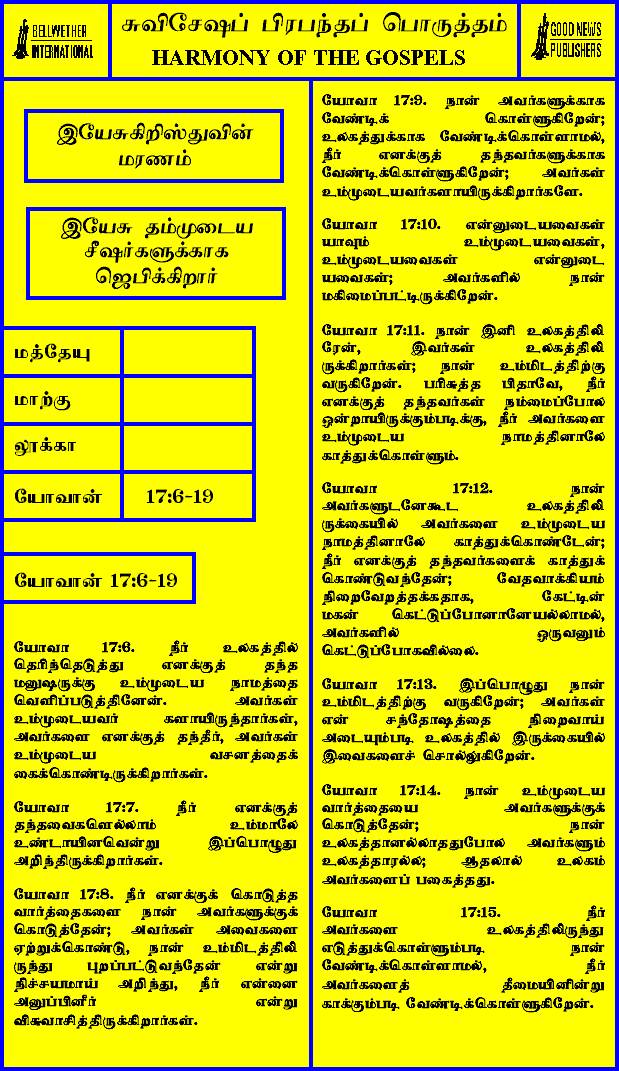 BELLWETHER
INTERNATIONAL
சுவிசேஷப் பிரபந்தப் பொருத்தம்
HARMONY OF THE GOSPELS
GOOD NEWS
PUBLISHERS
இயேசுகிறிஸ்துவின்
மரணம்
இயேசு தம்முடைய
சீஷர்களுக்காக
ஜெபிக்கிறார்
மத்தேயு
மாற்கு
லூக்கா
யோவான் 17:6-19
யோவான் 17:6-19
யோவா 17:6. நீர் உலகத்தில்
தெரிந்தெடுத்து எனக்குத் தந்த
மனுஷருக்கு உம்முடைய நாமத்தை
வெளிப்படுத்தினேன். அவர்கள்
உம்முடையவர் களாயிருந்தார்கள்,
அவர்களை எனக்குத் தந்தீர், அவர்கள்
உம்முடைய வசனத்தைக்
கைக்கொண்டிருக்கிறார்கள்.
யோவா 17:7. நீர் எனக்குத்
தந்தவைகளெல்லாம் உம்மாலே
உண்டாயினவென்று இப்பொழுது
அறிந்திருக்கிறார்கள்.
யோவா 17:8. நீர் எனக்குக் கொடுத்த
வார்த்தைகளை நான் அவர்களுக்குக்
கொடுத்தேன்; அவர்கள் அவைகளை
ஏற்றுக்கொண்டு, நான் உம்மிடத்திலி
ருந்து புறப்பட்டுவந்தேன் என்று
நிச்சயமாய் அறிந்து, நீர் என்னை
அனுப்பினீர் என்று
விசுவாசித்திருக்கிறார்கள்.
யோவா 17:9. நான் அவர்களுக்காக
வேண்டிக் கொள்ளுகிறேன்;
உலகத்துக்காக வேண்டிக்கொள்ளாமல்,
நீர் எனக்குத் தந்தவர்களுக்காக
வேண்டிக்கொள்ளுகிறேன்; அவர்கள்
உம்முடையவர்களாயிருக்கிறார்களே.
யோவா 17:10. என்னுடையவைகள்
யாவும் உம்முடையவைகள்,
உம்முடையவைகள் என்னுடை
யவைகள்; அவர்களில் நான்
மகிமைப்பட்டிருக்கிறேன்.
யோவா 17:11. நான் இனி உலகத்திலி
ரேன், இவர்கள் உலகத்திலி
ருக்கிறார்கள்; நான் உம்மிடத்திற்கு
வருகிறேன். பரிசுத்த பிதாவே, நீர்
எனக்குத் தந்தவர்கள் நம்மைப்போல
ஒன்றாயிருக்கும்படிக்கு, நீர் அவர்களை
உம்முடைய நாமத்தினாலே
காத்துக்கொள்ளும்.
யோவா 17:12. நான்
அவர்களுடனேகூட உலகத்திலி
ருக்கையில் அவர்களை உம்முடைய
நாமத்தினாலே காத்துக்கொண்டேன்;
நீர் எனக்குத் தந்தவர்களைக் காத்துக்
கொண்டுவந்தேன்; வேதவாக்கியம்
நிறைவேறத்தக்கதாக, கேட்டின்
மகன் கெட்டுப்போனானேயல்லாமல்,
அவர்களில் ஒருவனும்
கெட்டுப்போகவில்லை.
யோவா 17:13. இப்பொழுது நான்
உம்மிடத்திற்கு வருகிறேன்; அவர்கள்
என் சந்தோஷத்தை நிறைவாய்
அடையும்படி உலகத்தில் இருக்கையில்
இவைகளைச் சொல்லுகிறேன்.
யோவா 17:14. நான் உம்முடைய
வார்த்தையை அவர்களுக்குக்
கொடுத்தேன்; நான்
உலகத்தானல்லாததுபோல் அவர்களும்
உலகத்தாரல்ல; ஆதலால் உலகம்
அவர்களைப் பகைத்தது.
யோவா 17:15. நீர்
அவர்களை உலகத்திலிருந்து
எடுத்துக்கொள்ளும்படி நான்
வேண்டிக்கொள்ளாமல், நீர்
அவர்களைத் தீமையினின்று
காக்கும்படி வேண்டிக்கொள்ளுகிறேன்.